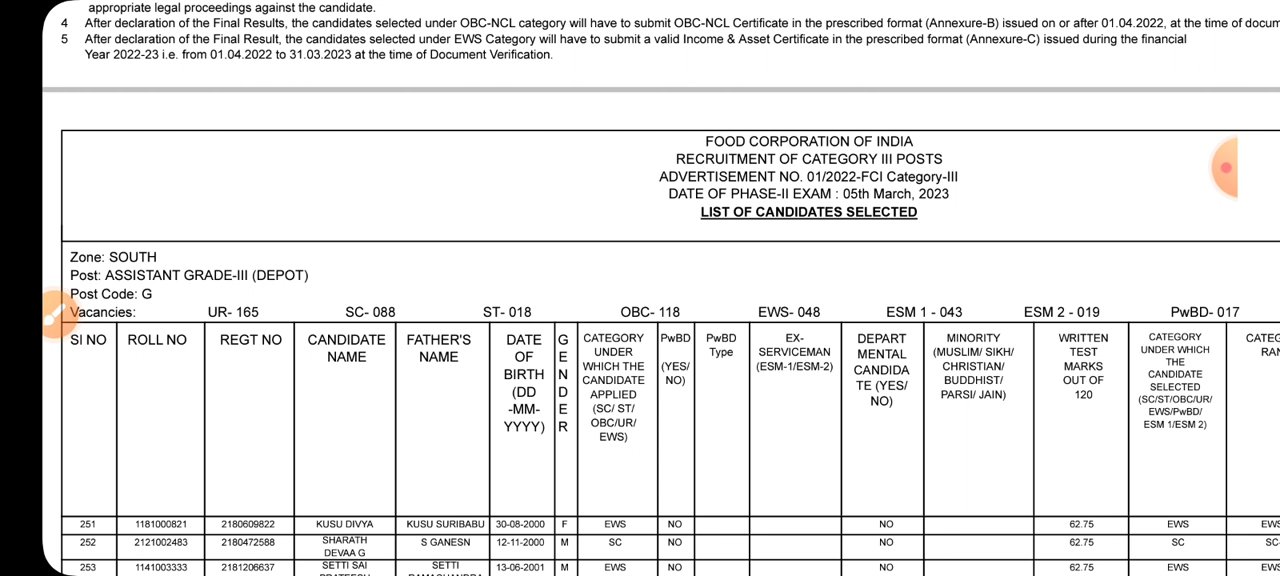 appropriate legal proceedings against the candidate.
4 After declaration of the Final Results, the candidates selected under OBC-NCL category will have to submit OBC-NCL Certificate in the prescribed format (Annexure-B) issued on or after 01.04.2022, at the time of
5 After declaration of the Final Result, the candidates selected under EWS Category will have to submit a valid Income & Asset Certificate in the prescribed format (Annexure-C) issued during the financial
Year 2022-23 i.e. from 01.04.2022 to 31.03.2023 at the time of Document Verification.
FOOD CORPORATION OF INDIA
RECRUITMENT OF CATEGORY III POSTS
ADVERTISEMENT NO. 01/2022-FCI Category-III
DATE OF PHASE-II EXAM : 05th March, 2023
LIST OF CANDIDATES SELECTED
Zone: SOUTH
Post: ASSISTANT GRADE-III (DEPOT)
Post Code: G
Vacancies: UR- 165 SC- 088 ST- 018 OBC- 118 EWS- 048 ESM 1 - 043 ESM 2 - 019 PwBD- 017
SI NO
ROLL NO
REGT NO
CANDIDATE
NAME
FATHER'S
NAME
DATE
OF
BIRTH
(DD
-MM-
YYYY)
G
E
N
D
E
R
CATEGORY
UNDER
WHICH THE
CANDIDATE
APPLIED
(SC/ ST/
OBC/UR/
EWS)
PwBD
(YES/
NO)
PwBD
Type
EX-
SERVICEMAN
(ESM-1/ESM-2)
DEPART
MENTAL
CANDIDA
TE (YES/
NO)
MINORITY
(MUSLIM/ SIKH/
CHRISTIAN/
BUDDHIST/
PARSI/ JAIN)
WRITTEN
TEST
MARKS
OUT OF
120
CATEGORY
UNDER WHICH
THE
CANDIDATE
SELECTED
(SC/ST/OBC/UR/
EWS/PwBD/
ESM 1/ESM 2)
251 1181000821 2180609822 KUSU DIVYA KUSU SURIBABU 30-08-2000 F EWS NO NO 62.75 EWS EWS
252 2121002483 2180472588 SHARATH S GANESN 12-11-2000 M SC NO NO 62.75 SC SC-
DEVAA G
253 1141003333 2181206637 SETTI SAI SETTI 13-06-2001 M EWS NO NO 62.75 EWS EWS